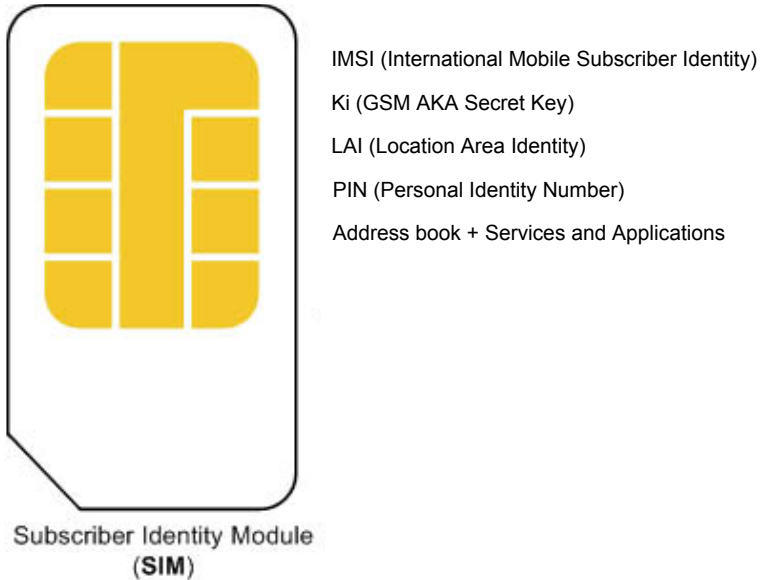 IMSI (International Mobile Subscriber Identity)
Ki (GSM AKA Secret Key)
LAI (Location Area Identity)
PIN (Personal Identity Number)
Address book + Services and Applications
Subscriber Identity Module
(SIM)